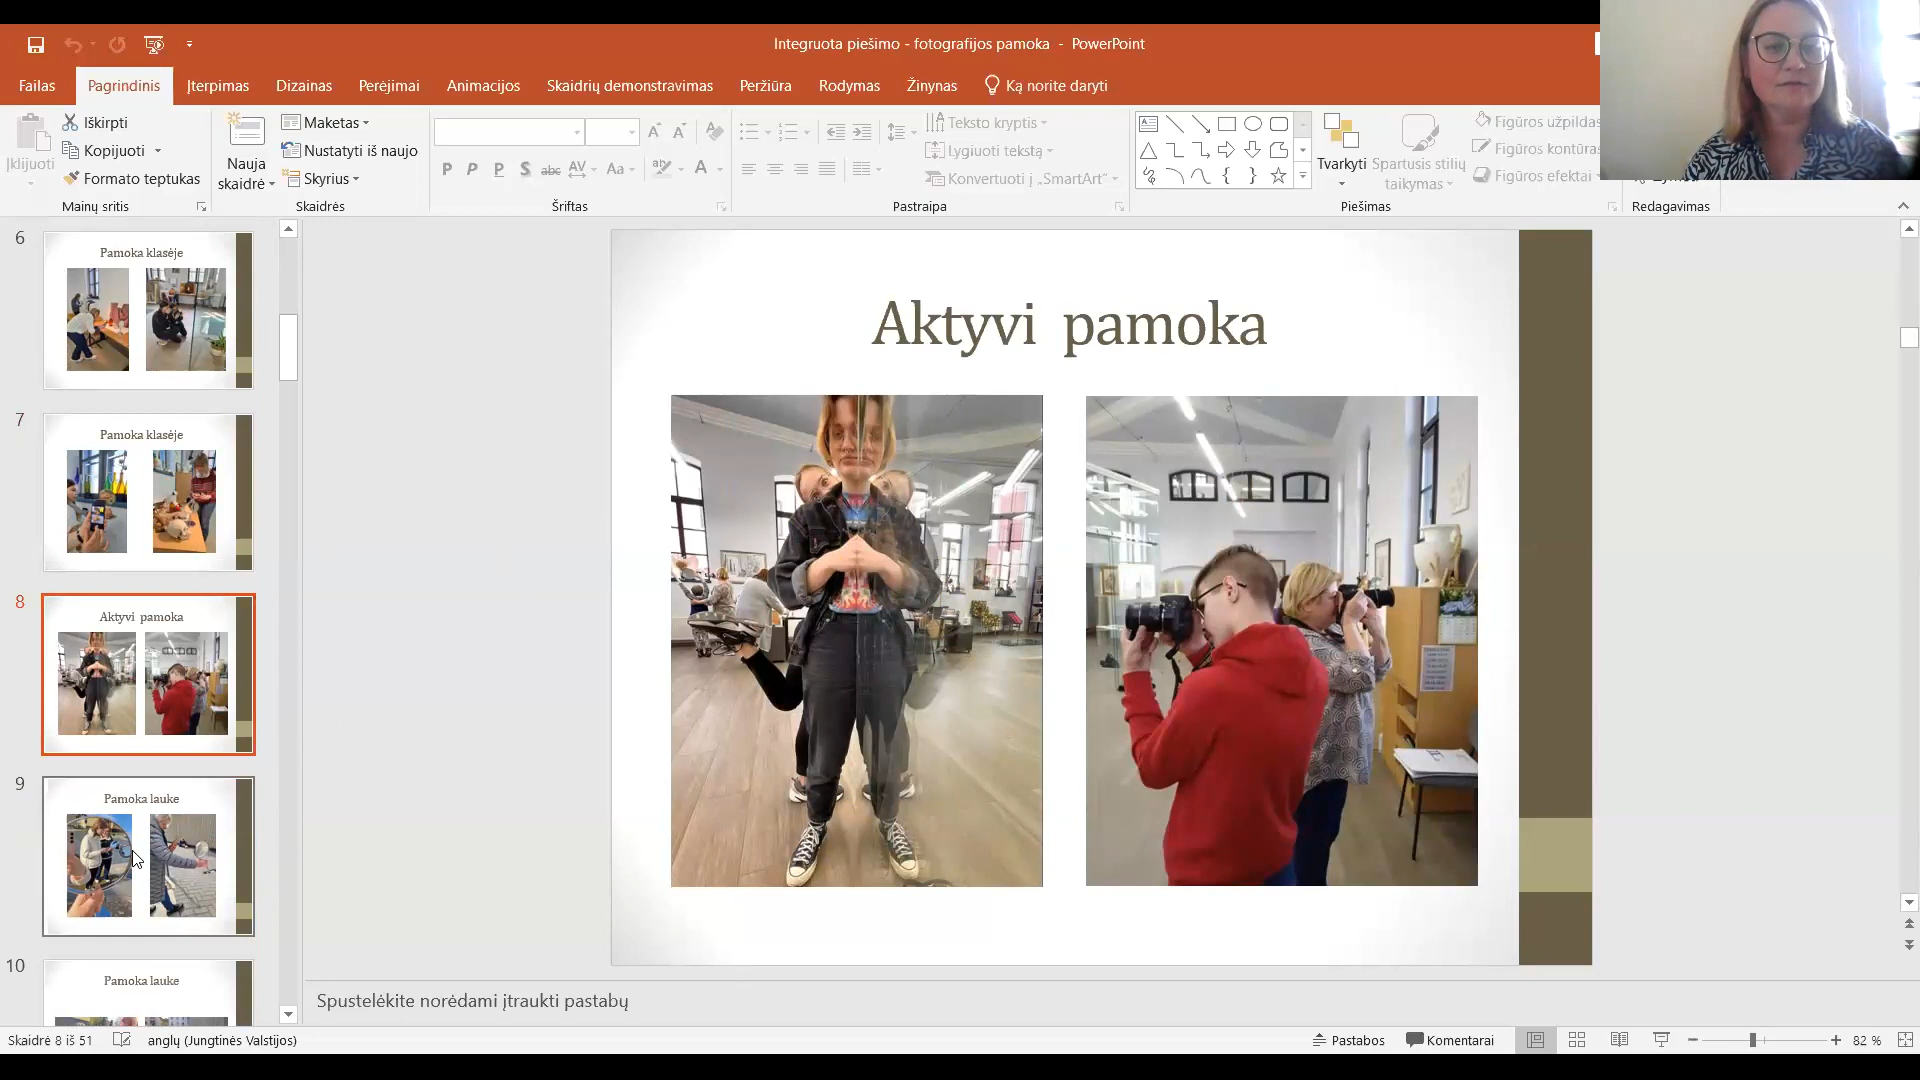 Integruota piešimo - fotografijos pamoka - PowerPoint
Failas Pagrindinis Įterpimas Dizainas Perėjimai Animacijos Skaidrių demonstravimas Peržiūra Rodymas Žinynas Ką norite daryti
Įklijuoti
Iškirpti
Kopijuoti
Formato teptukas
Mainų sritis
Nauja
skaidrė
Maketas
Nustatyti iš naujo
Skyrius
Skaidrės
P P P S abc AV Aa A
Šriftas
Teksto kryptis
Lygiuoti tekstą
Konvertuoti į „SmartArt“
Pastraipa
Tvarkyti
Spartusis stilių
taikymas
Figūros užpildas
Figūros kontūras
Figūros efektai
Piešimas
Redagavimas
6
Pamoka klasėje
7
Pamoka klasėje
8
Aktyvi pamoka
9
Pamoka lauke
10
Pamoka lauke
Aktyvi pamoka
Spustelėkite norėdami įtraukti pastabų
Skaidrė 8 iš 51 anglų (Jungtinės Valstijos) Pastabos Komentarai 82 %